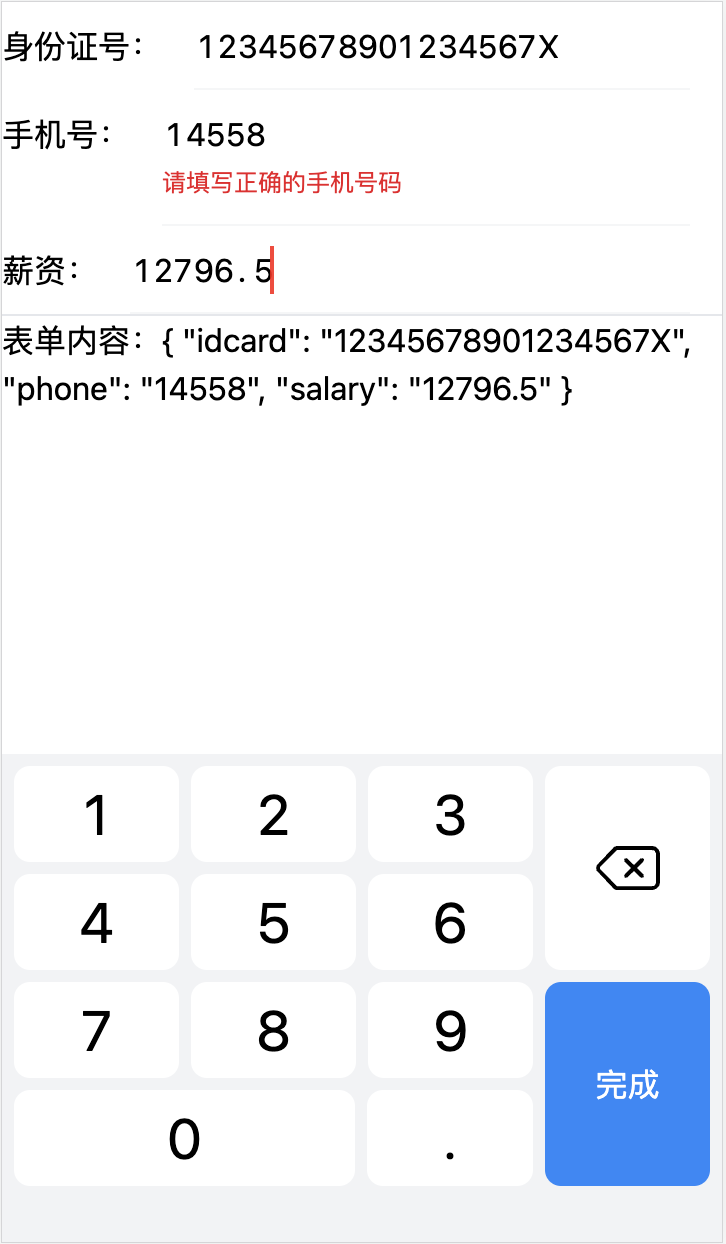 身份证号： 12345678901234567X
手机号： 14558
请填写正确的手机号码
薪资： 12796.5
表单内容：{ "idcard": "12345678901234567X",
"phone": "14558", "salary": "12796.5" }
1 2 3
4 5 6
7 8 9
完成
0 .